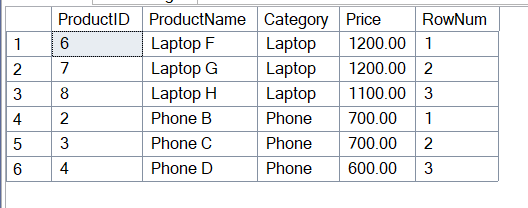 ProductID ProductName Category Price RowNum
1 6 Laptop F Laptop 1200.00 1
2 7 Laptop G Laptop 1200.00 2
3 8 Laptop H Laptop 1100.00 3
4 2 Phone B Phone 700.00 1
5 3 Phone C Phone 700.00 2
6 4 Phone D Phone 600.00 3